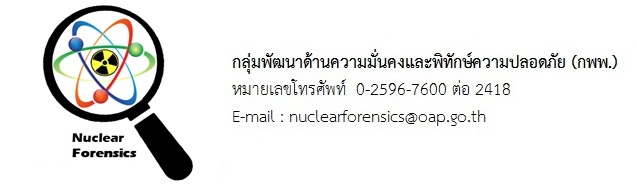 Nuclear
Forensics
กลุ่มพัฒนาด้านความมั่นคงและพิทักษ์ความปลอดภัย (กพพ.)
หมายเลขโทรศัพท์ 0-2596-7600 ต่อ 2418
E-mail : nuclearforensics@oap.go.th